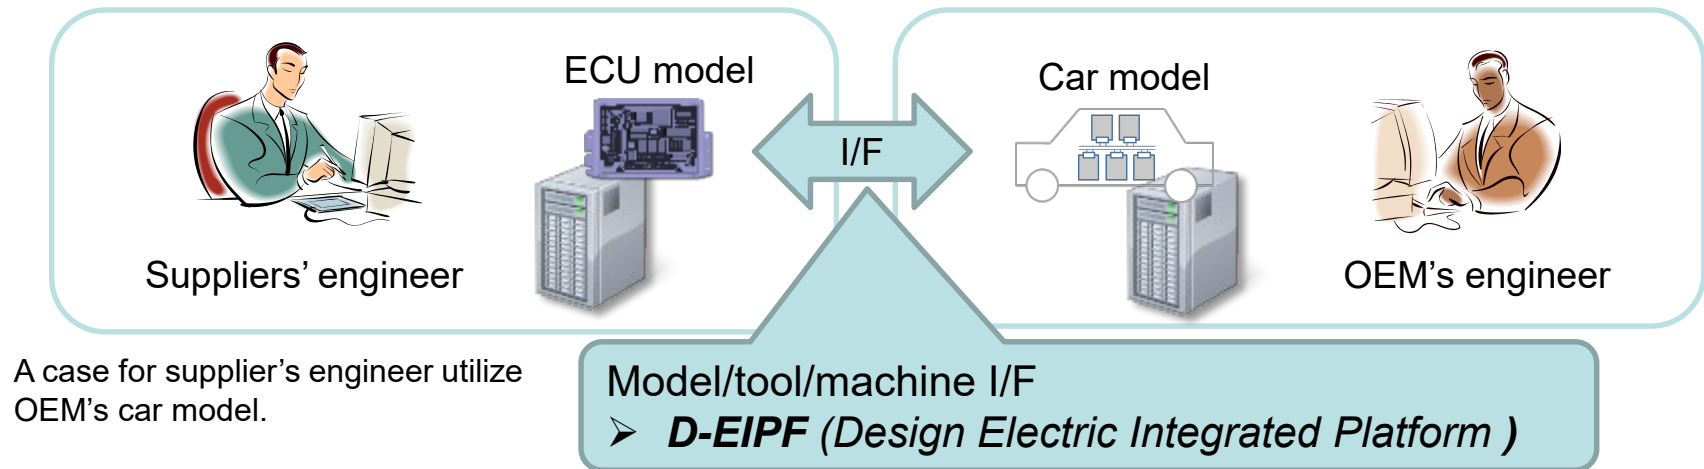 ECU model
Car model
I/F
Suppliers’ engineer
OEM’s engineer
A case for supplier’s engineer utilize
OEM’s car model.
Model/tool/machine I/F
➢ D-EIPF (Design Electric Integrated Platform )